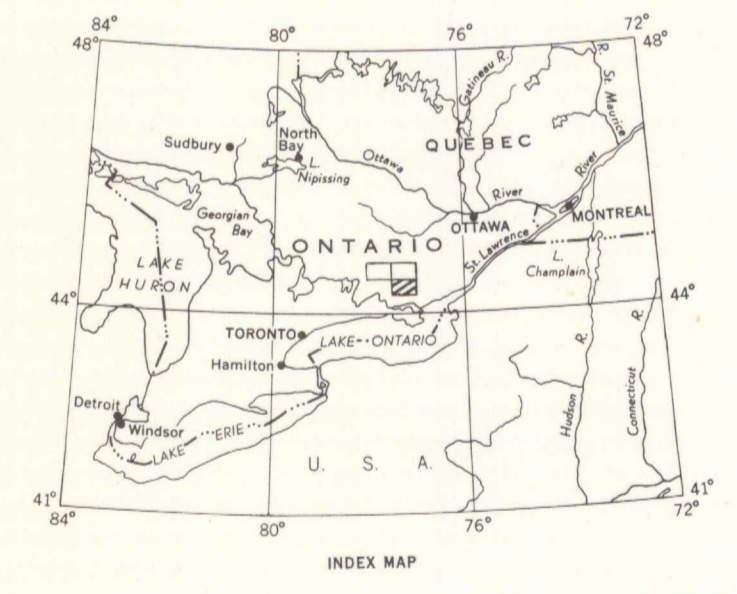 84°
80°
76°
72°
48°
48°
Gatineau R.
R.
St. Maurice
Sudbury
North
Bay
L.
Nipissing
QUEBEC
Ottawa
River
River
Georgian
Bay
OTTAWA
MONTREAL
ONTARIO
St. Lawrence
L.
Champlain
LAKE
HURON
44°
44°
TORONTO
LAKE ONTARIO
Hamilton
R.
R.
Detroit
Windsor
LAKE ERIE
Hudson
Connecticut
U. S. A.
41°
41°
84°
80°
76°
72°
INDEX MAP